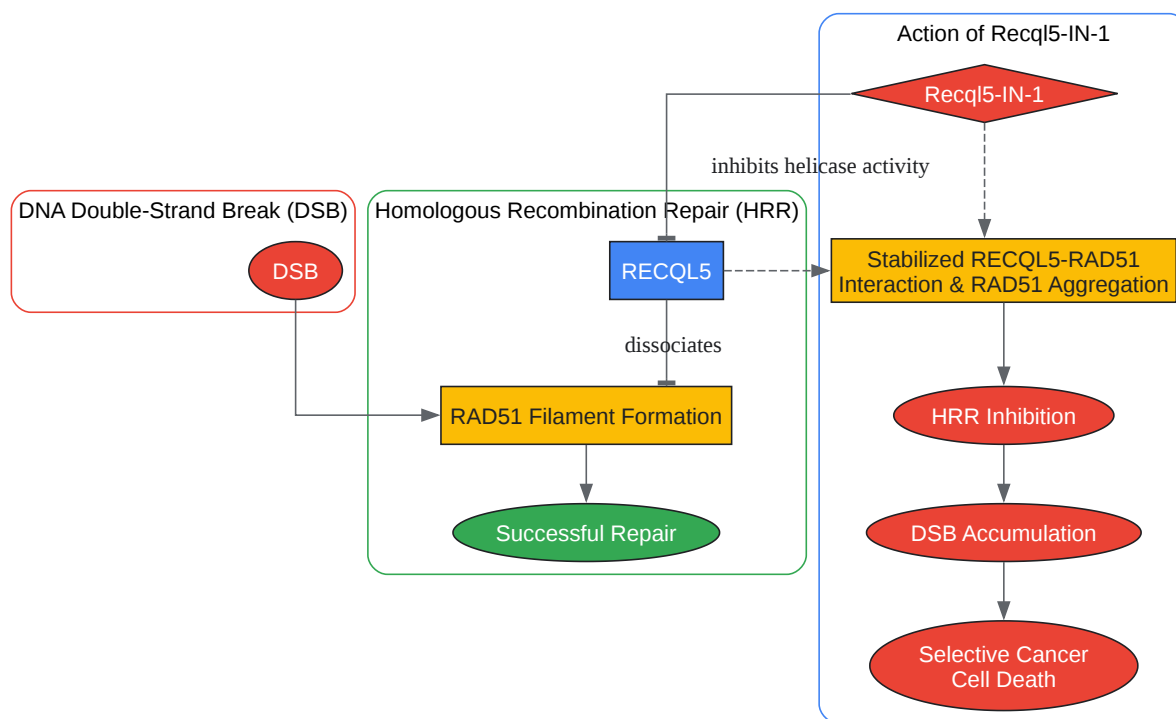 Action of Recql5-IN-1
Recql5-IN-1
inhibits helicase activity
DNA Double-Strand Break (DSB)
Homologous Recombination Repair (HRR)
DSB
RECQL5
Stabilized RECQL5-RAD51
Interaction & RAD51 Aggregation
dissociates
RAD51 Filament Formation
HRR Inhibition
Successful Repair
DSB Accumulation
Selective Cancer
Cell Death